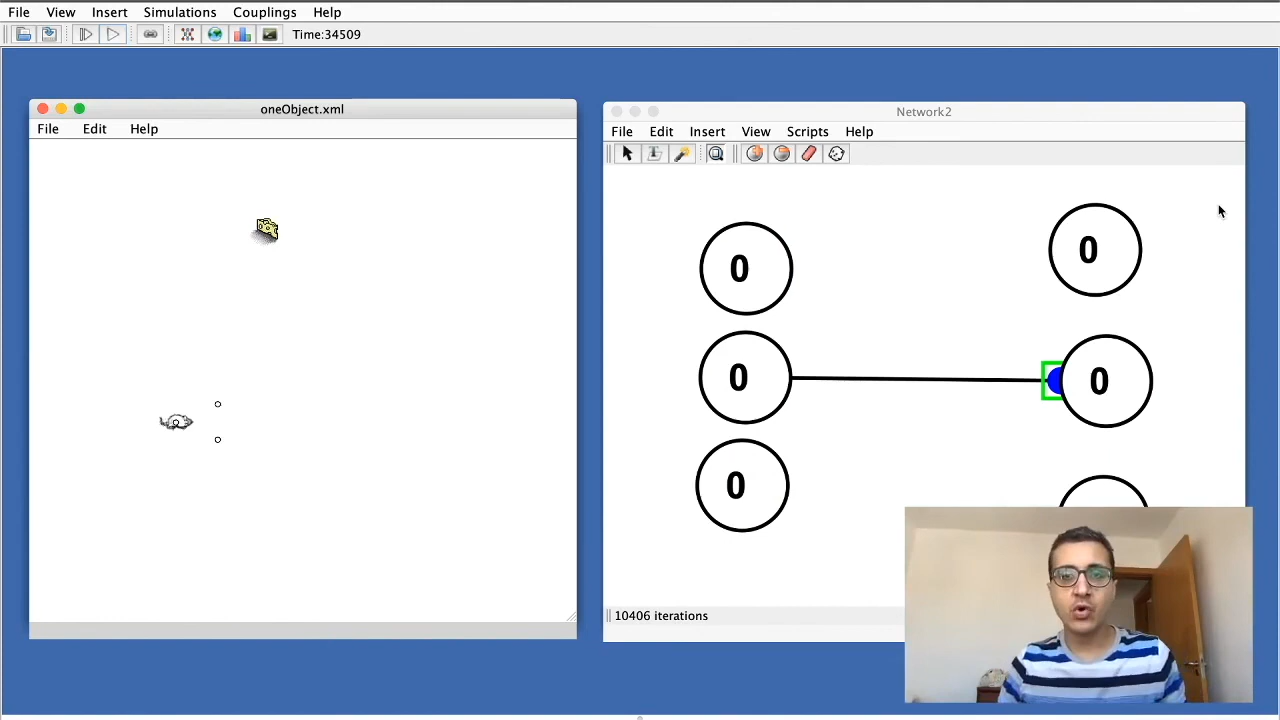 File View Insert Simulations Couplings Help
Time:34509
oneObject.xml
File Edit Help
Network2
File Edit Insert View Scripts Help
0
0
0
0
0
10406 iterations